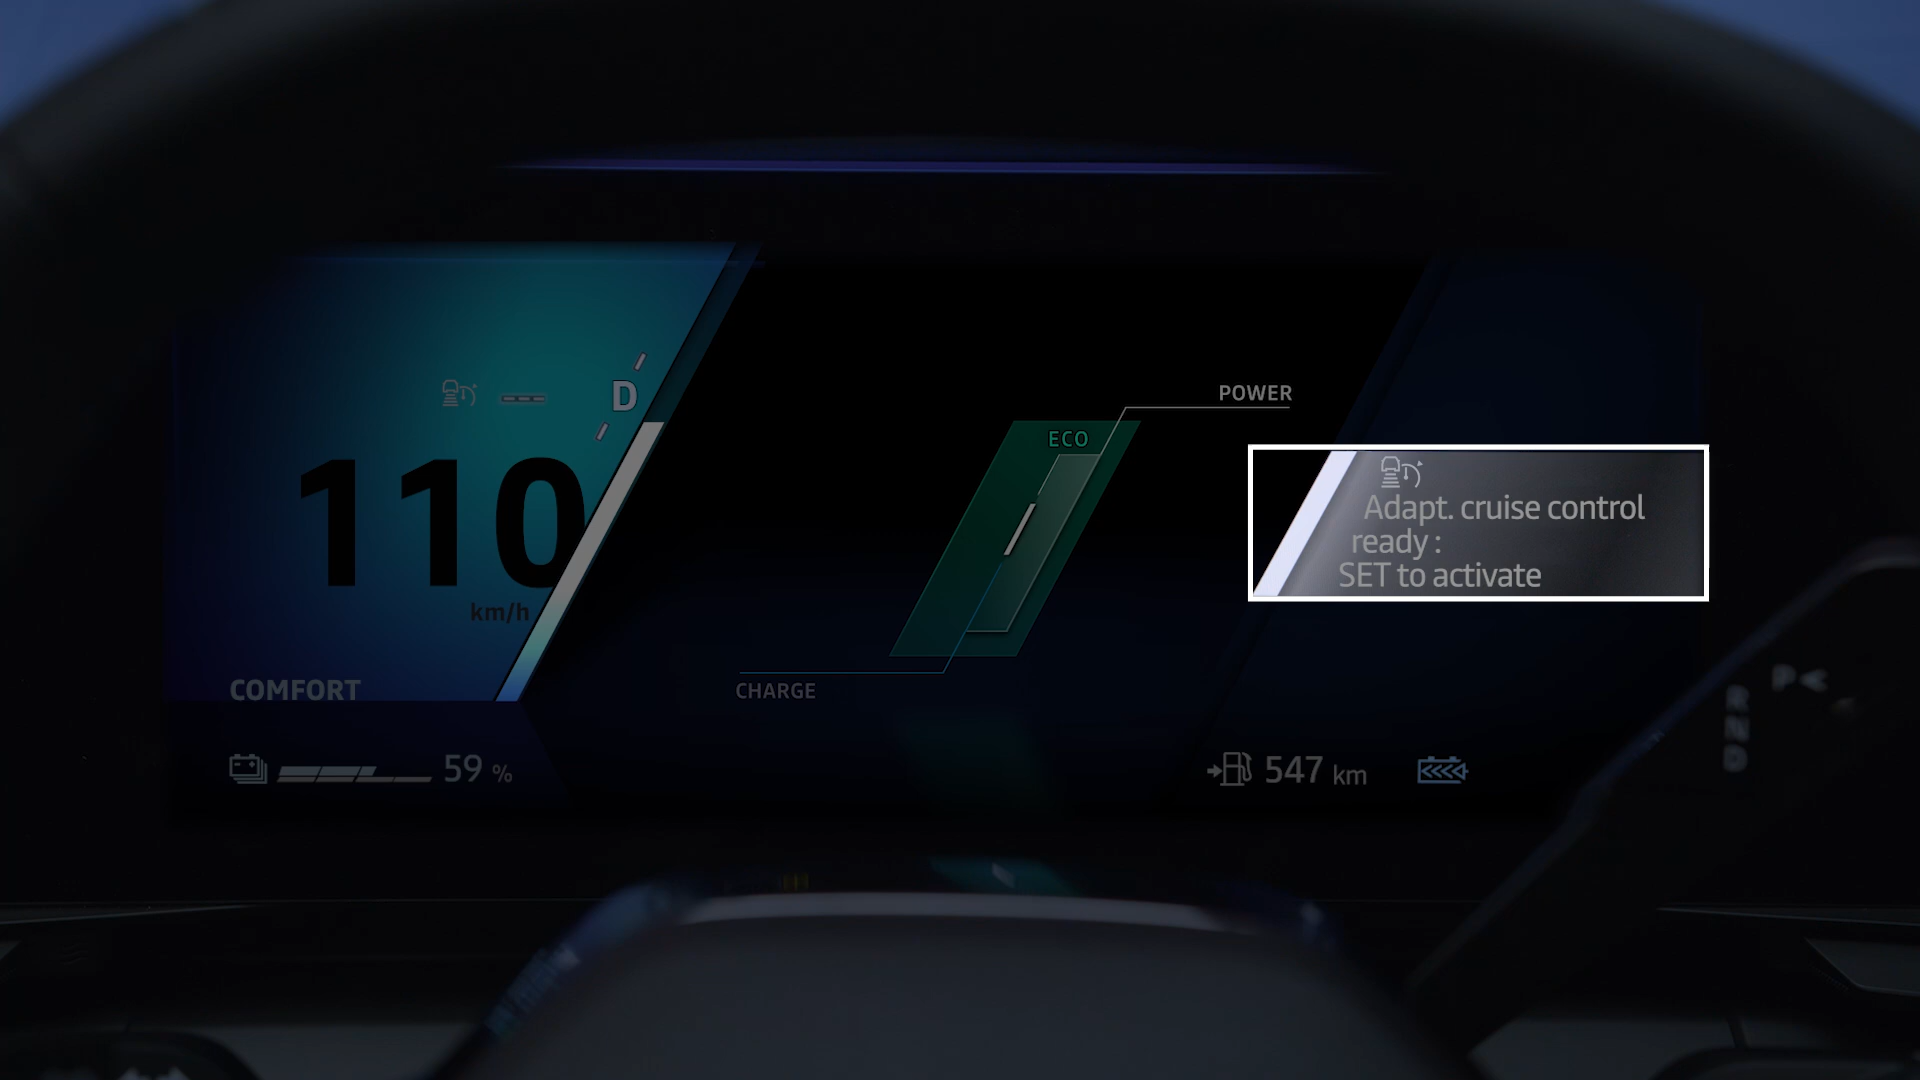 D
110
km/h
COMFORT
59 %
POWER
ECO
CHARGE
Adapt. cruise control
ready :
SET to activate
547 km
P
R
N
D